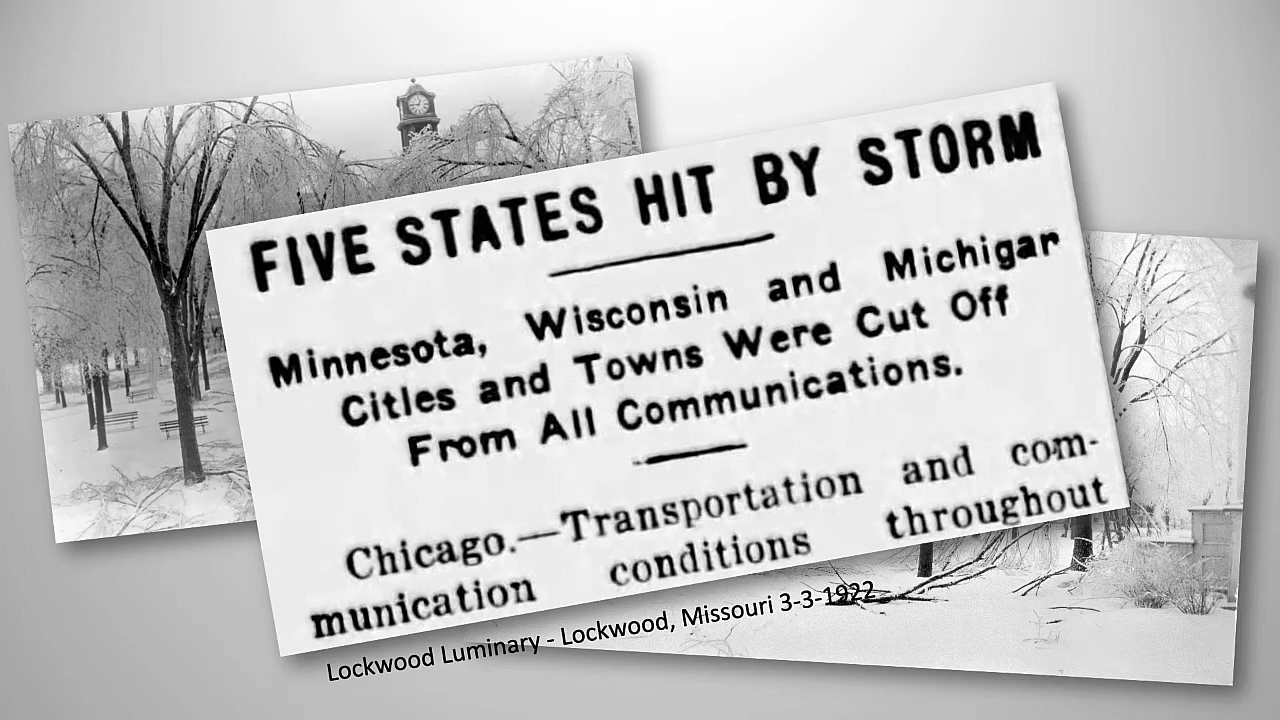 FIVE STATES HIT BY STORM
Minnesota, Wisconsin and Michigar
Citles and Towns Were Cut Off
From All Communications.
Chicago.—Transportation and com-
munication conditions throughout
Lockwood Luminary - Lockwood, Missouri 3-3-1922